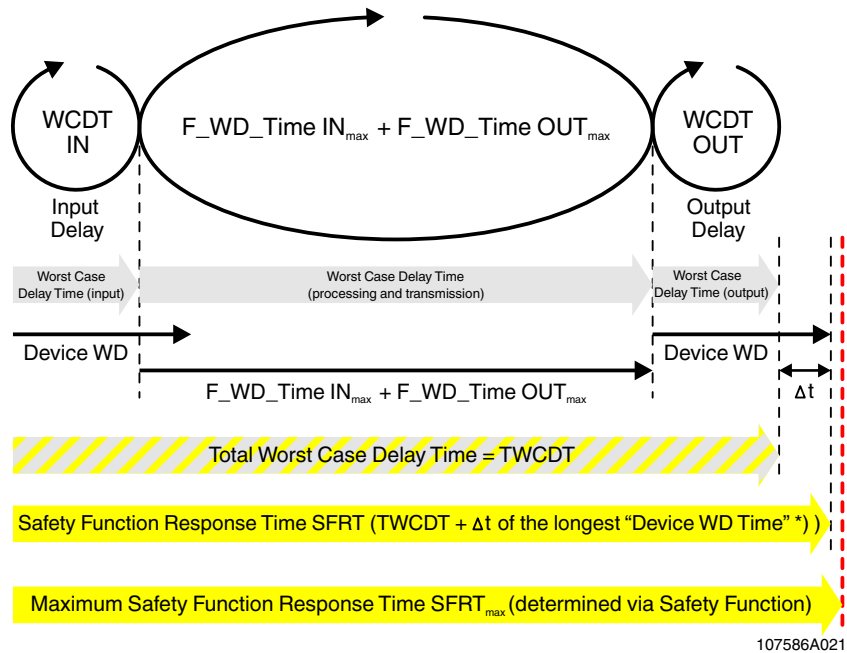 WCDT
IN
F_WD_Time INmax + F_WD_Time OUTmax
WCDT
OUT
Input
Delay
Output
Delay
Worst Case
Delay Time (input)
Worst Case Delay Time
(processing and transmission)
Worst Case
Delay Time (output)
Device WD
Device WD
F_WD_Time INmax + F_WD_Time OUTmax
Δt
Total Worst Case Delay Time = TWCDT
Safety Function Response Time SFRT (TWCDT + Δt of the longest “Device WD Time” *) )
Maximum Safety Function Response Time SFRTmax (determined via Safety Function)
107586A021